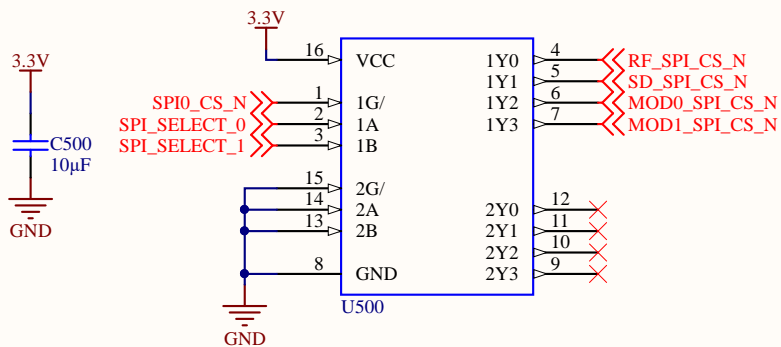 3.3V
3.3V
16 VCC 1Y0 4 RF_SPI_CS_N
1Y1 5 SD_SPI_CS_N
SPI0_CS_N 1 1G/ 1Y2 6 MOD0_SPI_CS_N
SPI_SELECT_0 2 1A 1Y3 7 MOD1_SPI_CS_N
SPI_SELECT_1 3 1B
C500
10µF
15 2G/
14 2A 2Y0 12
13 2B 2Y1 11
2Y2 10
8 GND 2Y3 9
GND
U500
GND